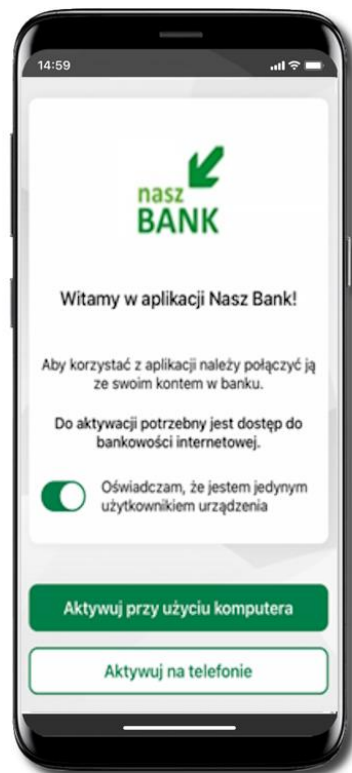 14:59
nasz
BANK
Witamy w aplikacji Nasz Bank!
Aby korzystać z aplikacji należy połączyć ją
ze swoim kontem w banku.
Do aktywacji potrzebny jest dostęp do
bankowości internetowej.
Oświadczam, że jestem jedynym
użytkownikiem urządzenia
Aktywuj przy użyciu komputera
Aktywuj na telefonie